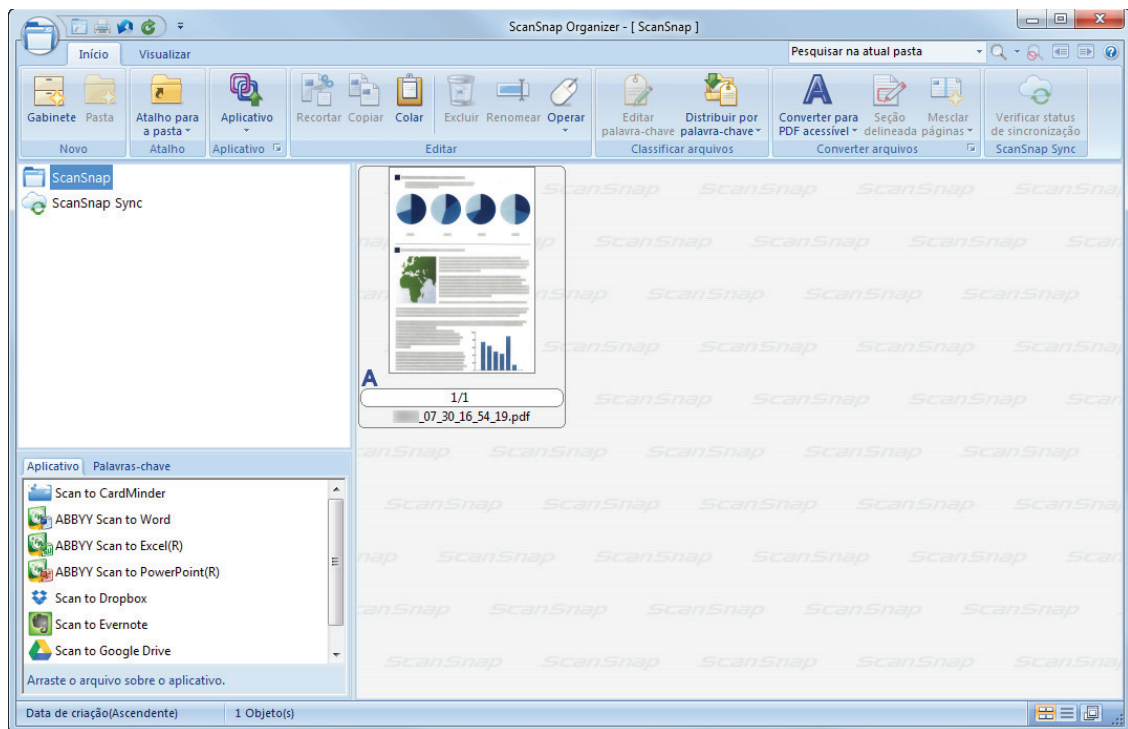 ScanSnap Organizer - [ ScanSnap ]
Início Visualizar
Pesquisar na atual pasta
Gabinete Pasta
Novo
Atalho para
a pasta
Atalho
Aplicativo
Aplicativo
Recortar Copiar Colar Excluir Renomear Operar
Editar
Editar
palavra-chave
Distribuir por
palavra-chave
Classificar arquivos
Converter para
PDF acessível
Seção
delineada
Mesclar
páginas
Converter arquivos
Verificar status
de sincronização
ScanSnap Sync
ScanSnap
ScanSnap Sync
A
1/1
_07_30_16_54_19.pdf
Aplicativo Palavras-chave
Scan to CardMinder
ABBYY Scan to Word
ABBYY Scan to Excel(R)
ABBYY Scan to PowerPoint(R)
Scan to Dropbox
Scan to Evernote
Scan to Google Drive
Arraste o arquivo sobre o aplicativo.
Data de criação(Ascendente) 1 Objeto(s)